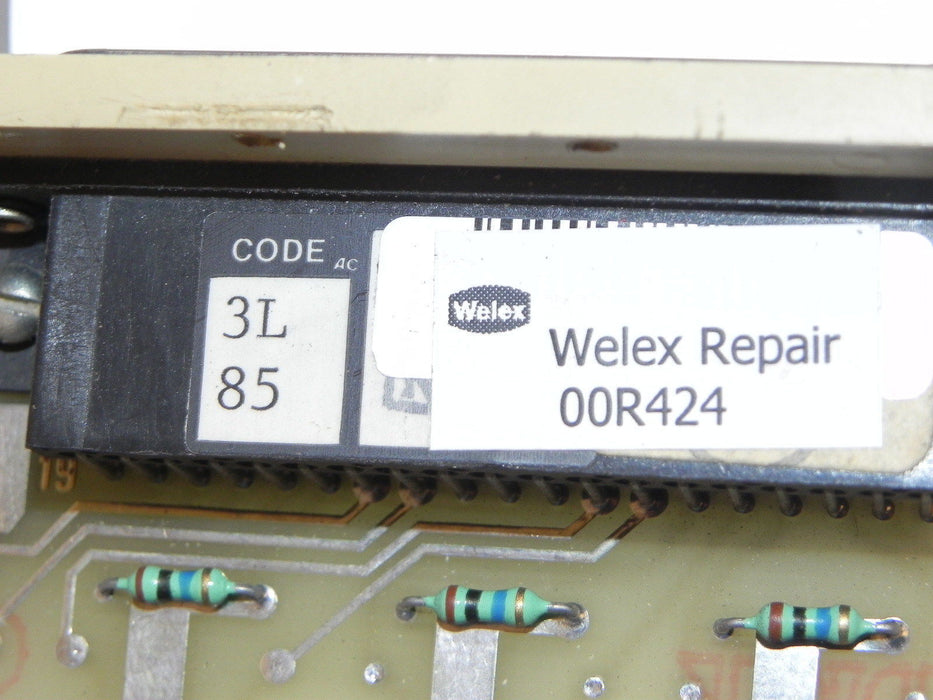 CODE AC
3L
85
Welex
Welex Repair
00R424
19